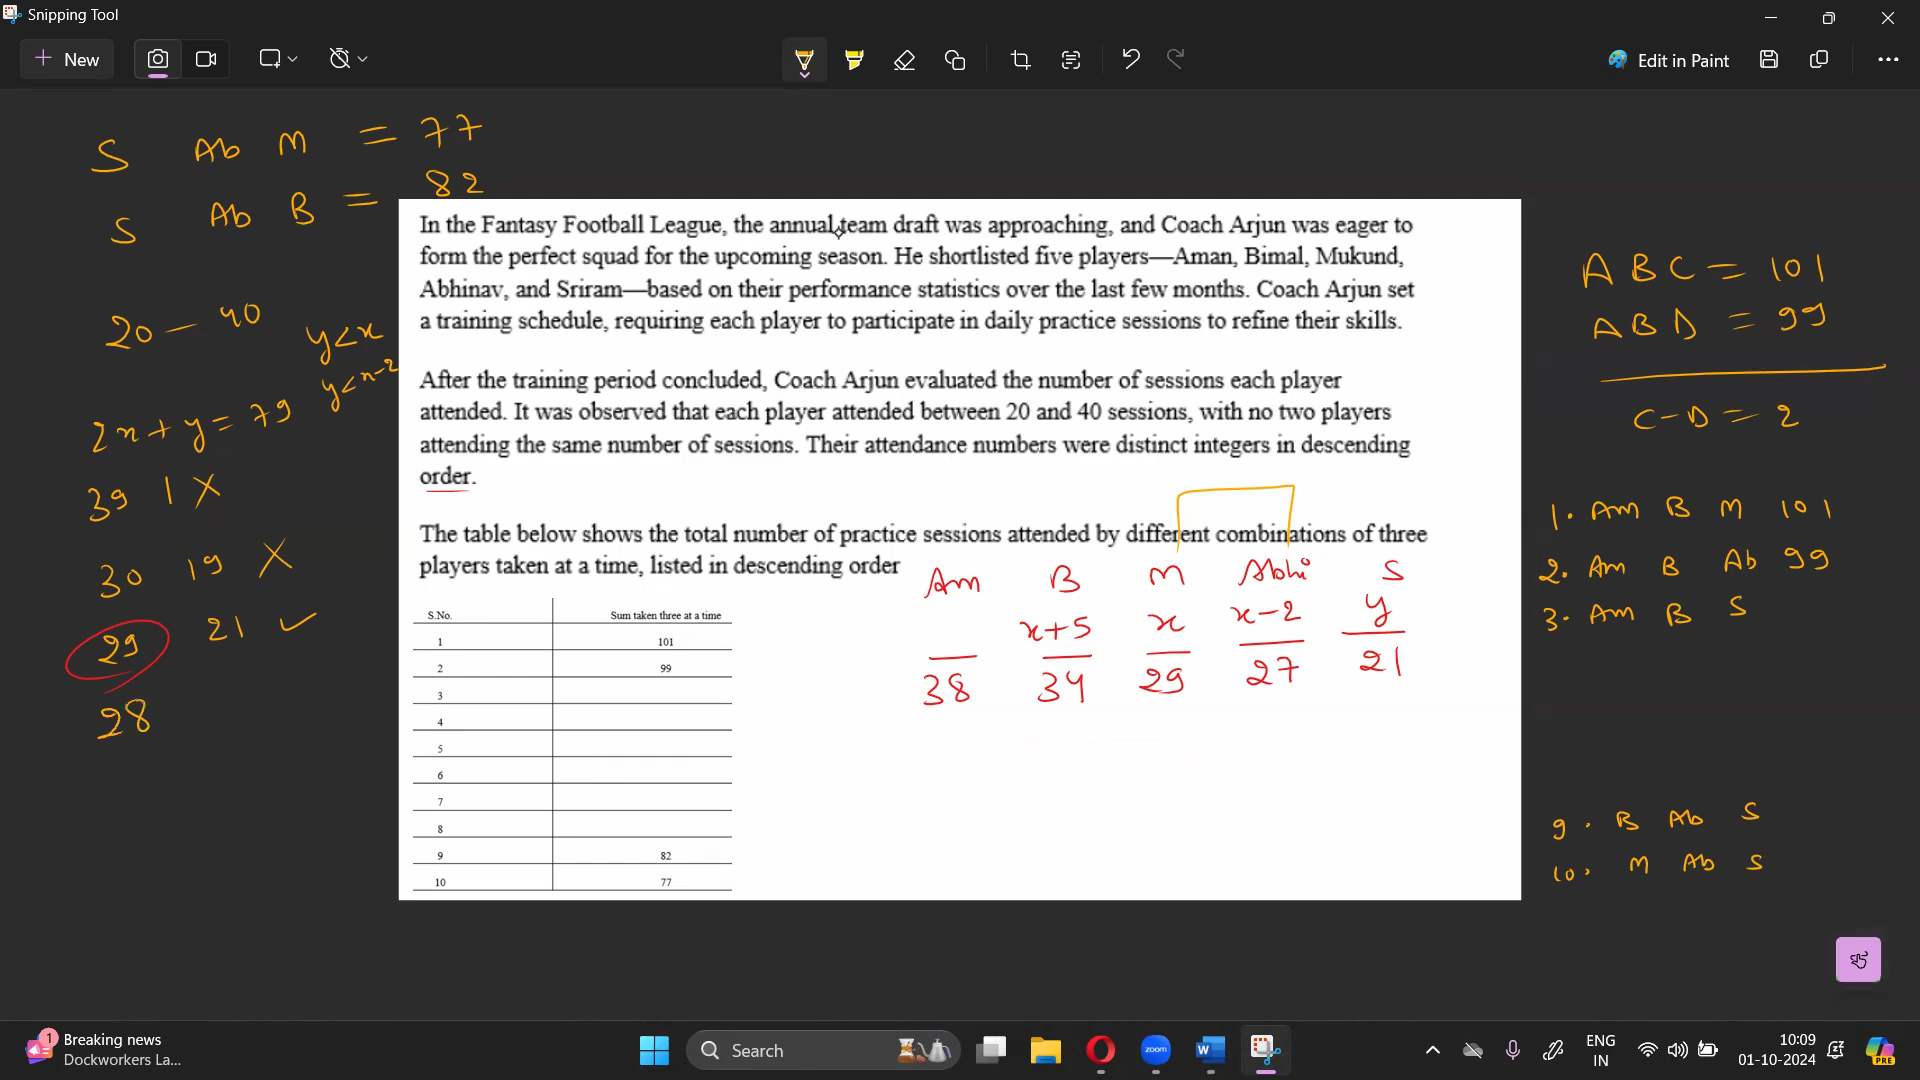 Snipping Tool
New
Edit in Paint
S Ab M = 77
S Ab B = 82
20 - 40
y<x
y<x-2
2x + y = 79
39 1 X
30 19 X
29 21 ✓
28
In the Fantasy Football League, the annual team draft was approaching, and Coach Arjun was eager to
form the perfect squad for the upcoming season. He shortlisted five players—Aman, Bimal, Mukund,
Abhinav, and Sriram—based on their performance statistics over the last few months. Coach Arjun set
a training schedule, requiring each player to participate in daily practice sessions to refine their skills.
After the training period concluded, Coach Arjun evaluated the number of sessions each player
attended. It was observed that each player attended between 20 and 40 sessions, with no two players
attending the same number of sessions. Their attendance numbers were distinct integers in descending
order.
The table below shows the total number of practice sessions attended by different combinations of three
players taken at a time, listed in descending order
Am B M Abhi S
x+5 x x-2 y
38 34 29 27 21
S.No. Sum taken three at a time
1 101
2 99
3
4
5
6
7
8
9 82
10 77
A B C = 101
A B D = 99
C - D = 2
1. Am B M 101
2. Am B Ab 99
3. Am B S
9. B Ab S
10. M Ab S
1
Breaking news
Dockworkers La...
Search
zoom
W
ENG
IN
10:09
01-10-2024
PRE